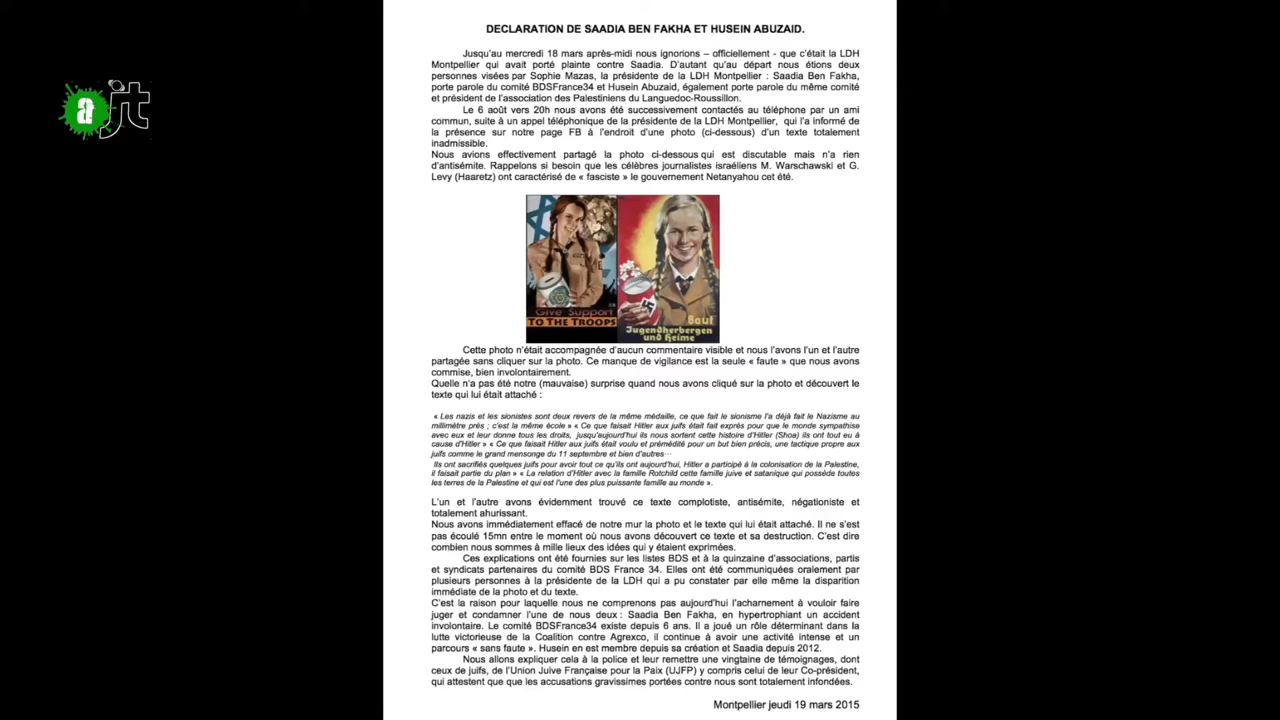 ajt
DECLARATION DE SAADIA BEN FAKHA ET HUSEIN ABUZAID.
Jusqu'au mercredi 18 mars après-midi nous ignorions – officiellement - que c'était la LDH
Montpellier qui avait porté plainte contre Saadia. D'autant qu'au départ nous étions deux
personnes visées par Sophie Mazas, la présidente de la LDH Montpellier : Saadia Ben Fakha,
porte parole du comité BDSFrance34 et Husein Abuzaid, également porte parole du même comité
et président de l'association des Palestiniens du Languedoc-Roussillon.
Le 6 août vers 20h nous avons été successivement contactés au téléphone par un ami
commun, suite à un appel téléphonique de la présidente de la LDH Montpellier, qui l'a informé de
la présence sur notre page FB à l'endroit d'une photo (ci-dessous) d'un texte totalement
inadmissible.
Nous avions effectivement partagé la photo ci-dessous qui est discutable mais n'a rien
d'antisémite. Rappelons si besoin que les célèbres journalistes israéliens M. Warschawski et G.
Levy (Haaretz) ont caractérisé de « fasciste » le gouvernement Netanyahou cet été.
Give Support
TO THE TROOPS
Baut
Jugendherbergen
und Heime
Cette photo n'était accompagnée d'aucun commentaire visible et nous l'avons l'un et l'autre
partagée sans cliquer sur la photo. Ce manque de vigilance est la seule « faute » que nous avons
commise, bien involontairement.
Quelle n'a pas été notre (mauvaise) surprise quand nous avons cliqué sur la photo et découvert le
texte qui lui était attaché :
« Les nazis et les sionistes sont deux revers de la même médaille, ce que fait le sionisme l'a déjà fait le Nazisme au
millimètre près ; c'est la même école » « Ce que faisait Hitler aux juifs était fait exprès pour que le monde sympathise
avec eux et leur donne tous les droits, jusqu'aujourd'hui ils nous sortent cette histoire d'Hitler (Shoa) ils ont tout eu à
cause d'Hitler » « Ce que faisait Hitler aux juifs était voulu et prémédité pour un but bien précis, une tactique propre aux
juifs comme le grand mensonge du 11 septembre et bien d'autres…
Ils ont sacrifiés quelques juifs pour avoir tout ce qu'ils ont aujourd'hui, Hitler a participé à la colonisation de la Palestine,
il faisait partie du plan » « La relation d'Hitler avec la famille Rotchild cette famille juive et satanique qui possède toutes
les terres de la Palestine et qui est l'une des plus puissante famille au monde ».
L'un et l'autre avons évidemment trouvé ce texte complotiste, antisémite, négationiste et
totalement ahurissant.
Nous avons immédiatement effacé de notre mur la photo et le texte qui lui était attaché. Il ne s'est
pas écoulé 15mn entre le moment où nous avons découvert ce texte et sa destruction. C'est dire
combien nous sommes à mille lieux des idées qui y étaient exprimées.
Ces explications ont été fournies sur les listes BDS et à la quinzaine d'associations, partis
et syndicats partenaires du comité BDS France 34. Elles ont été communiquées oralement par
plusieurs personnes à la présidente de la LDH qui a pu constater par elle même la disparition
immédiate de la photo et du texte.
C'est la raison pour laquelle nous ne comprenons pas aujourd'hui l'acharnement à vouloir faire
juger et condamner l'une de nous deux : Saadia Ben Fakha, en hypertrophiant un accident
involontaire. Le comité BDSFrance34 existe depuis 6 ans. Il a joué un rôle déterminant dans la
lutte victorieuse de la Coalition contre Agrexco, il continue à avoir une activité intense et un
parcours « sans faute ». Husein en est membre depuis sa création et Saadia depuis 2012.
Nous allons expliquer cela à la police et leur remettre une vingtaine de témoignages, dont
ceux de juifs, de l'Union Juive Française pour la Paix (UJFP) y compris celui de leur Co-président,
qui attestent que que les accusations gravissimes portées contre nous sont totalement infondées.
Montpellier jeudi 19 mars 2015